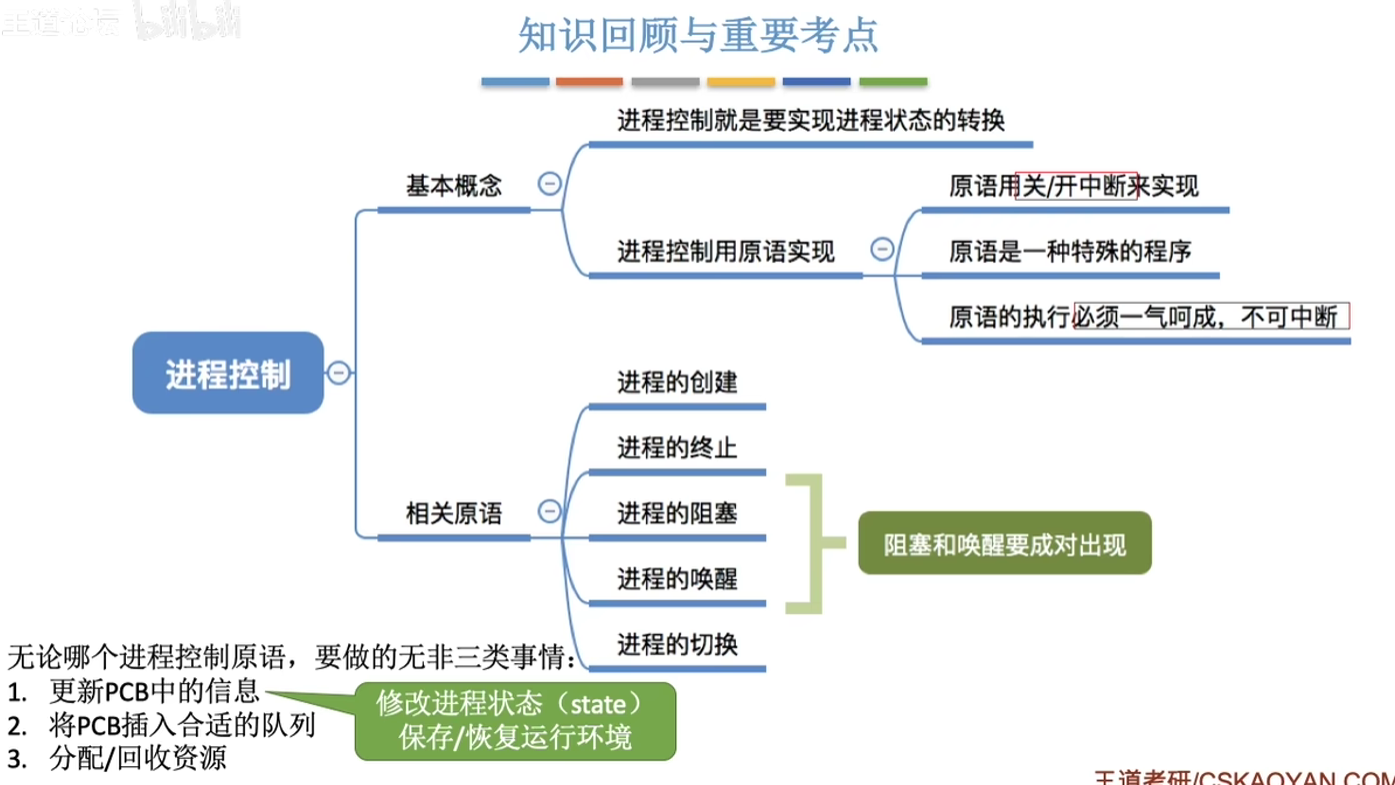 王道论坛 bilibili
知识回顾与重要考点
进程控制就是要实现进程状态的转换
基本概念
原语用关/开中断来实现
进程控制用原语实现
原语是一种特殊的程序
原语的执行必须一气呵成，不可中断
进程控制
进程的创建
进程的终止
相关原语
进程的阻塞
阻塞和唤醒要成对出现
进程的唤醒
进程的切换
无论哪个进程控制原语，要做的无非三类事情：
1. 更新PCB中的信息
2. 将PCB插入合适的队列
3. 分配/回收资源
修改进程状态（state）
保存/恢复运行环境
王道考研/CSKAOYAN.COM